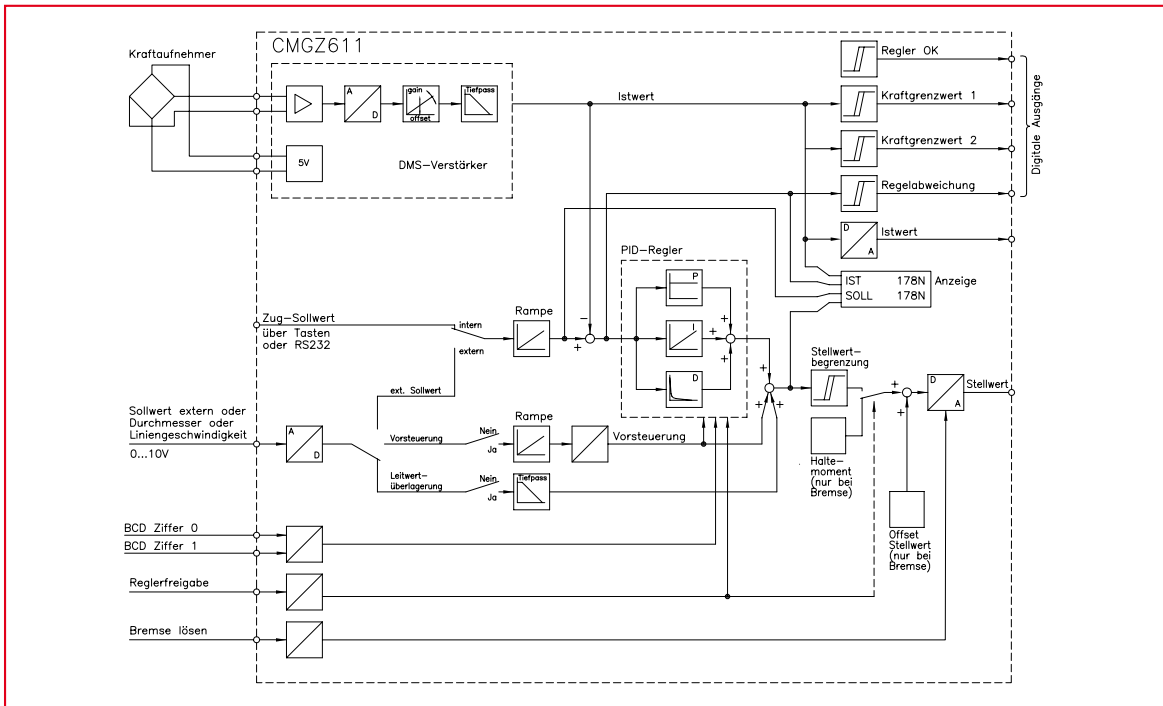 CMGZ611
Kraftaufnehmer
A
D
gain
offset
Tiefpass
5V
DMS-Verstärker
Istwert
Regler OK
Kraftgrenzwert 1
Kraftgrenzwert 2
Regelabweichung
Digitale Ausgänge
D
A
Istwert
IST 178N
SOLL 178N
Anzeige
PID-Regler
P
I
D
Zug-Sollwert
über Tasten
oder RS232
intern
extern
Rampe
-
+
+
+
+
ext. Sollwert
Sollwert extern oder
Durchmesser oder
Liniengeschwindigkeit
0...10V
A
D
Vorsteuerung
Nein
Ja
Rampe
Vorsteuerung
Leitwert-
überlagerung
Nein
Ja
Tiefpass
+
+
+
Stellwert-
begrenzung
Halte-
moment
(nur bei
Bremse)
+
+
Offset
Stellwert
(nur bei
Bremse)
D
A
Stellwert
BCD Ziffer 0
BCD Ziffer 1
Reglerfreigabe
Bremse lösen